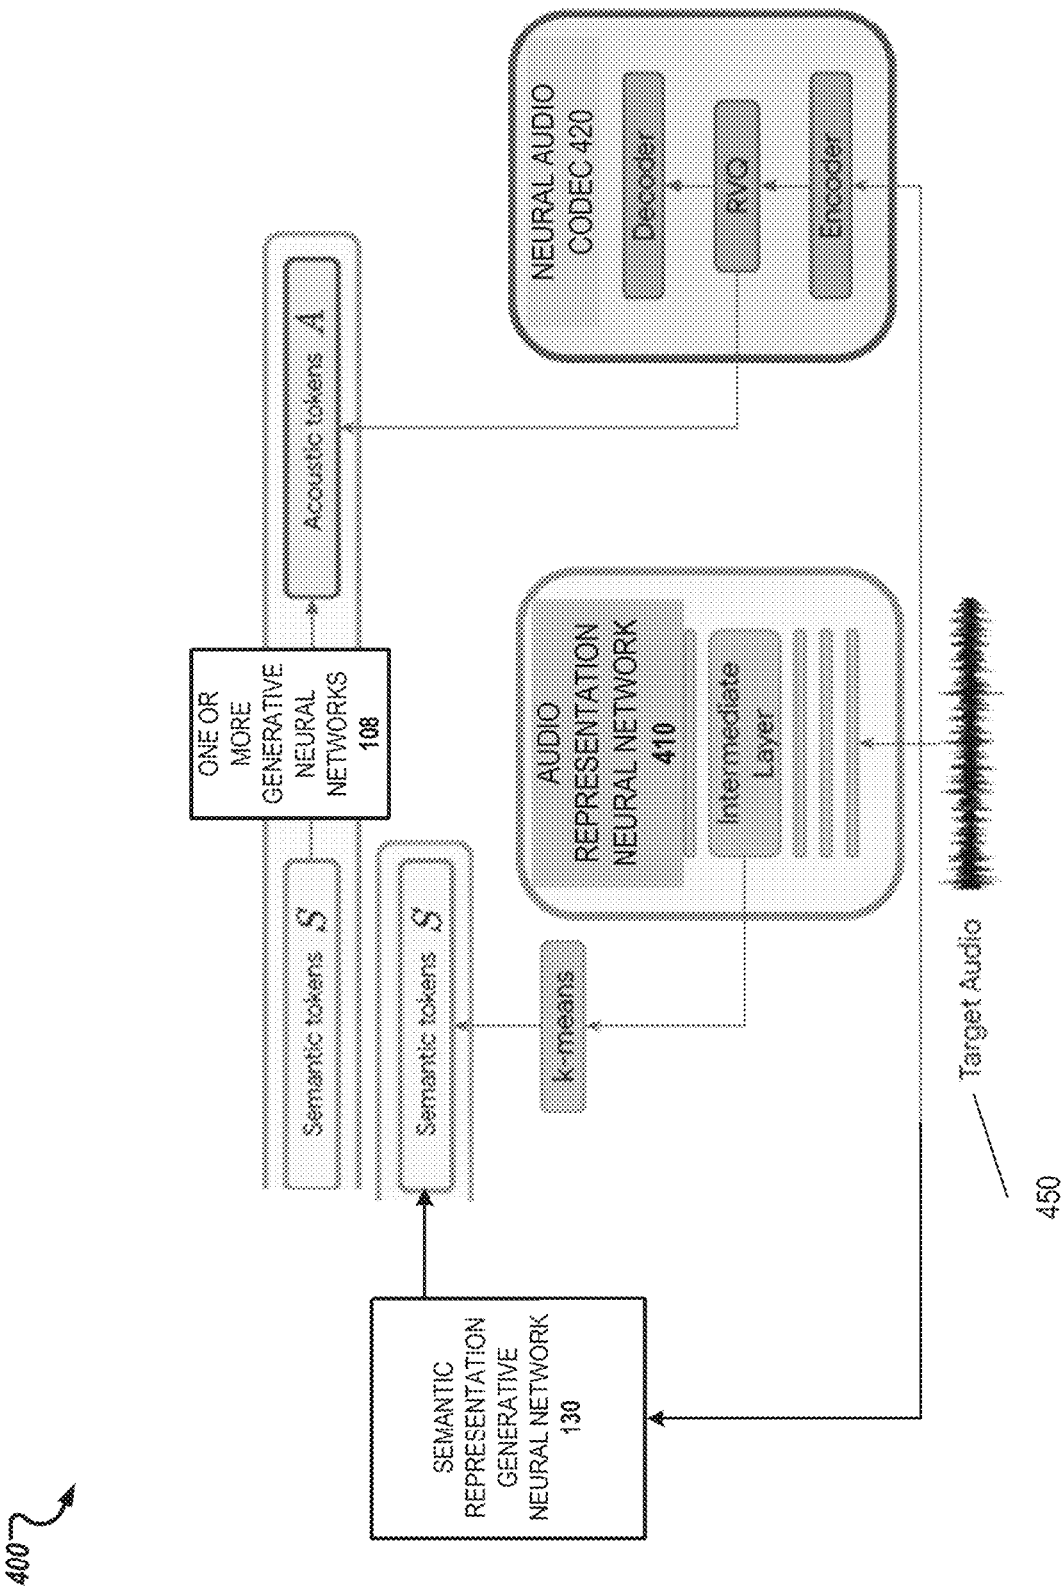 400
SEMANTIC
REPRESENTATION
GENERATIVE
NEURAL NETWORK
130
Semantic tokens S
ONE OR
MORE
GENERATIVE
NEURAL
NETWORKS
108
Acoustic tokens A
Semantic tokens S
k-means
AUDIO
REPRESENTATION
NEURAL NETWORK
410
Intermediate
Layer
NEURAL AUDIO
CODEC 420
Decoder
RVQ
Encoder
Target Audio
450